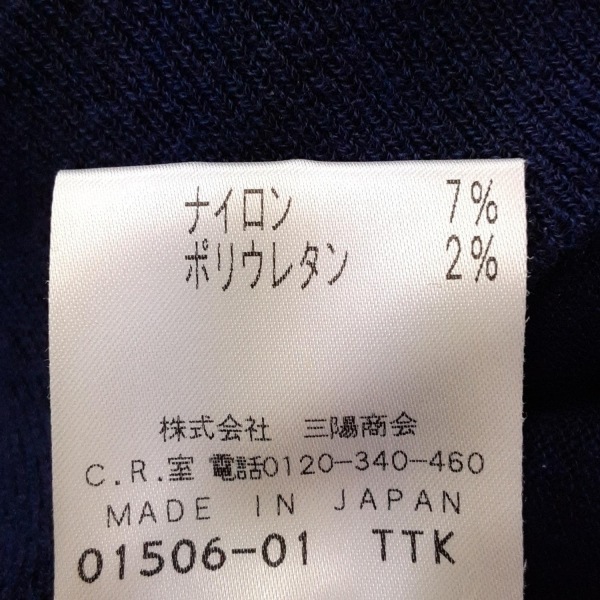 ナイロン 7%
ポリウレタン 2%
株式会社 三陽商会
C.R.室 電話0120-340-460
MADE IN JAPAN
01506-01 TTK